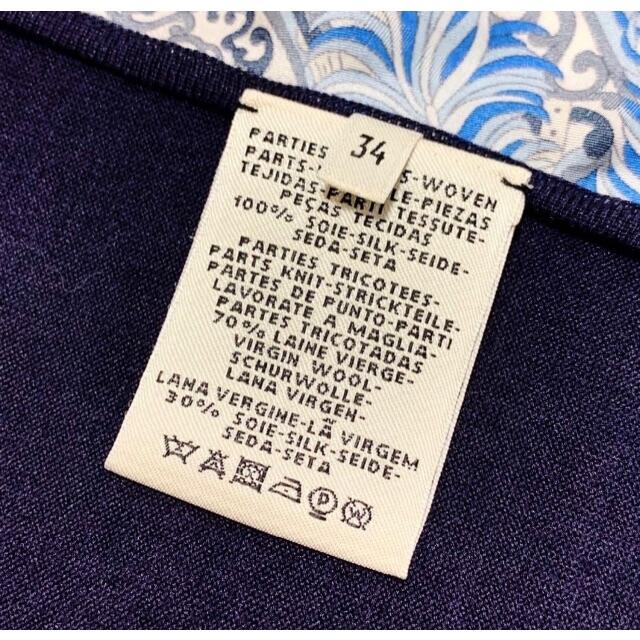 34
PARTIES -WOVEN
PARTS- LE-PIEZAS
TEJIDAS-PARTI TESSUTE-
PEÇAS TECIDAS
100% SOIE-SILK-SEIDE-
SEDA-SETA
PARTIES TRICOTEES-
PARTS KNIT-STRICKTEILE-
PARTES DE PUNTO-PARTI
LAVORATE A MAGLIA-
PARTES TRICOTADAS
70% LAINE VIERGE-
VIRGIN WOOL-
SCHURWOLLE-
LANA VIRGEN-
LANA VERGINE-LÃ VIRGEM
30% SOIE-SILK-SEIDE-
SEDA-SETA